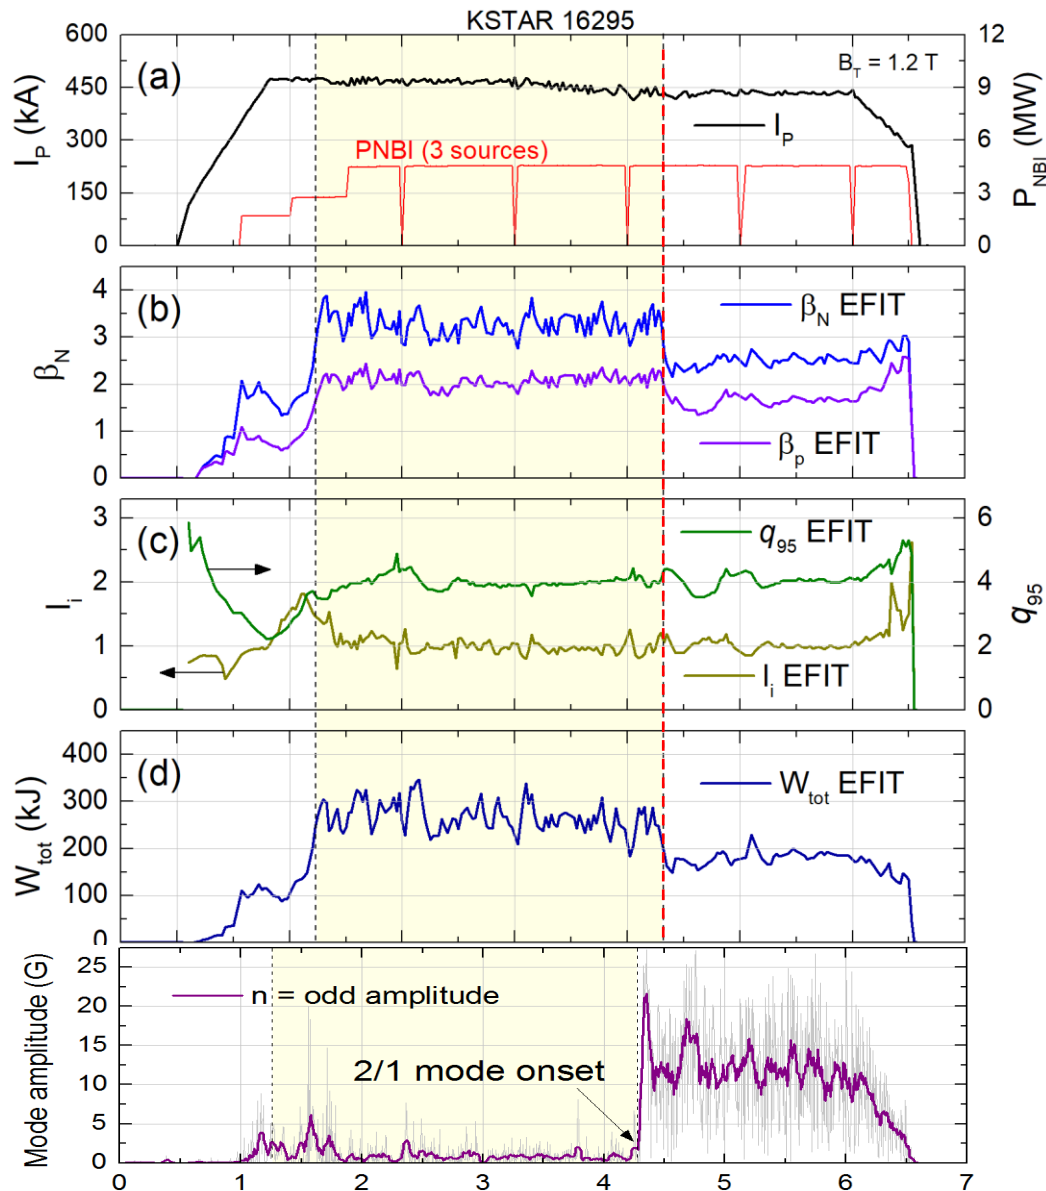 KSTAR 16295
600
450
300
150
0
I_P (kA)
(a)
B_T = 1.2 T
I_P
PNBI (3 sources)
12
9
6
3
0
P_NBI (MW)
4
3
2
1
0
β_N
(b)
β_N EFIT
β_p EFIT
3
2
1
0
l_i
(c)
q_95 EFIT
l_i EFIT
6
4
2
0
q_95
400
300
200
100
0
W_tot (kJ)
(d)
W_tot EFIT
25
20
15
10
5
0
Mode amplitude (G)
n = odd amplitude
2/1 mode onset
0 1 2 3 4 5 6 7